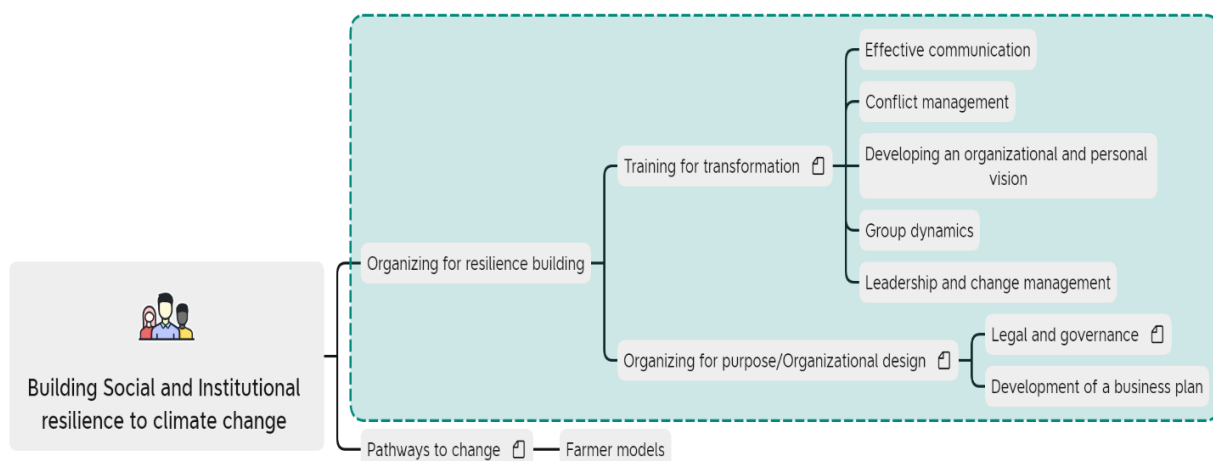 Effective communication
Conflict management
Developing an organizational and personal
vision
Training for transformation
Group dynamics
Organizing for resilience building
Leadership and change management
Legal and governance
Organizing for purpose/Organizational design
Development of a business plan
Building Social and Institutional
resilience to climate change
Pathways to change
Farmer models